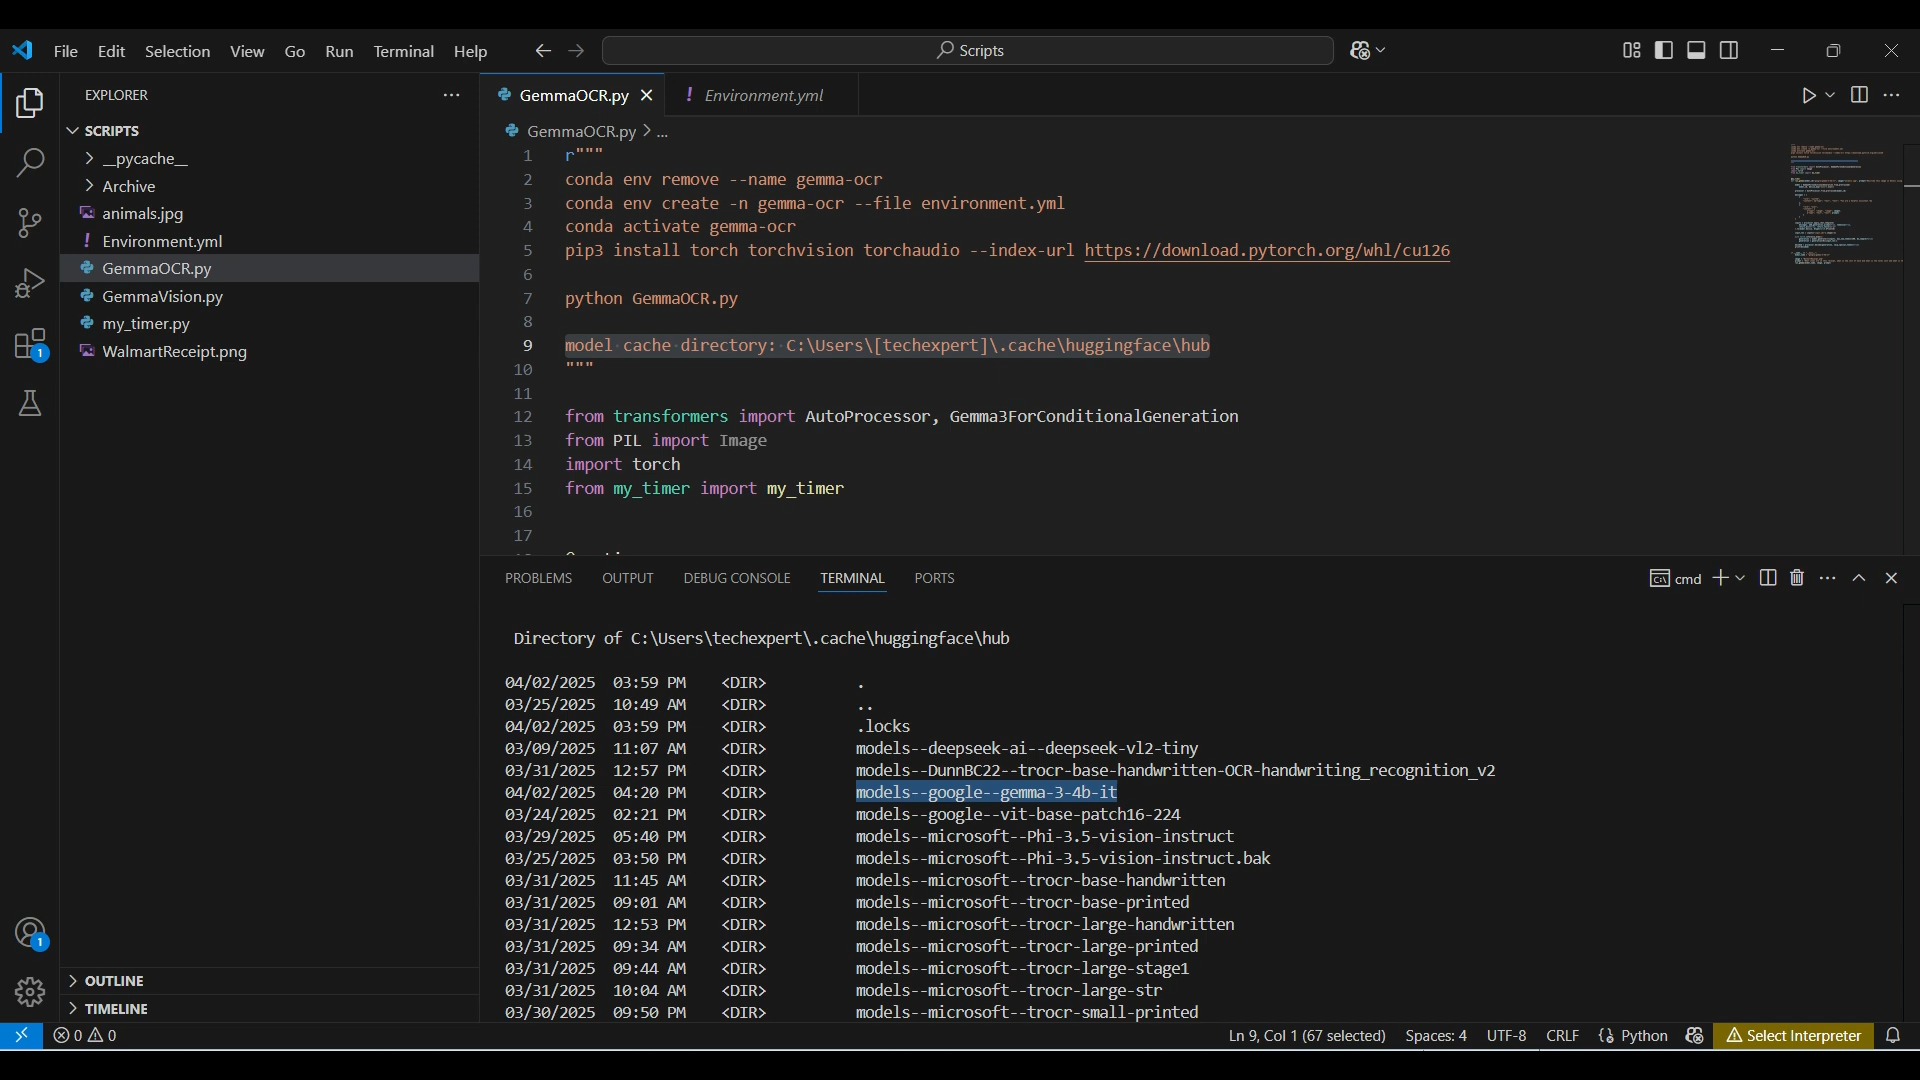 File Edit Selection View Go Run Terminal Help
Scripts
EXPLORER
SCRIPTS
__pycache__
Archive
animals.jpg
! Environment.yml
GemmaOCR.py
GemmaVision.py
my_timer.py
WalmartReceipt.png
OUTLINE
TIMELINE
1
1
GemmaOCR.py
! Environment.yml
GemmaOCR.py > ...
1 r"""
2 conda env remove --name gemma-ocr
3 conda env create -n gemma-ocr --file environment.yml
4 conda activate gemma-ocr
5 pip3 install torch torchvision torchaudio --index-url https://download.pytorch.org/whl/cu126
6
7 python GemmaOCR.py
8
9 model cache directory: C:\Users\[techexpert]\.cache\huggingface\hub
10 """
11
12 from transformers import AutoProcessor, Gemma3ForConditionalGeneration
13 from PIL import Image
14 import torch
15 from my_timer import my_timer
16
17
PROBLEMS OUTPUT DEBUG CONSOLE TERMINAL PORTS
cmd
Directory of C:\Users\techexpert\.cache\huggingface\hub
04/02/2025 03:59 PM <DIR> .
03/25/2025 10:49 AM <DIR> ..
04/02/2025 03:59 PM <DIR> .locks
03/09/2025 11:07 AM <DIR> models--deepseek-ai--deepseek-vl2-tiny
03/31/2025 12:57 PM <DIR> models--DunnBC22--trocr-base-handwritten-OCR-handwriting_recognition_v2
04/02/2025 04:20 PM <DIR> models--google--gemma-3-4b-it
03/24/2025 02:21 PM <DIR> models--google--vit-base-patch16-224
03/29/2025 05:40 PM <DIR> models--microsoft--Phi-3.5-vision-instruct
03/25/2025 03:50 PM <DIR> models--microsoft--Phi-3.5-vision-instruct.bak
03/31/2025 11:45 AM <DIR> models--microsoft--trocr-base-handwritten
03/31/2025 09:01 AM <DIR> models--microsoft--trocr-base-printed
03/31/2025 12:53 PM <DIR> models--microsoft--trocr-large-handwritten
03/31/2025 09:34 AM <DIR> models--microsoft--trocr-large-printed
03/31/2025 09:44 AM <DIR> models--microsoft--trocr-large-stage1
03/31/2025 10:04 AM <DIR> models--microsoft--trocr-large-str
03/30/2025 09:50 PM <DIR> models--microsoft--trocr-small-printed
0 0
Ln 9, Col 1 (67 selected) Spaces: 4 UTF-8 CRLF Python Select Interpreter